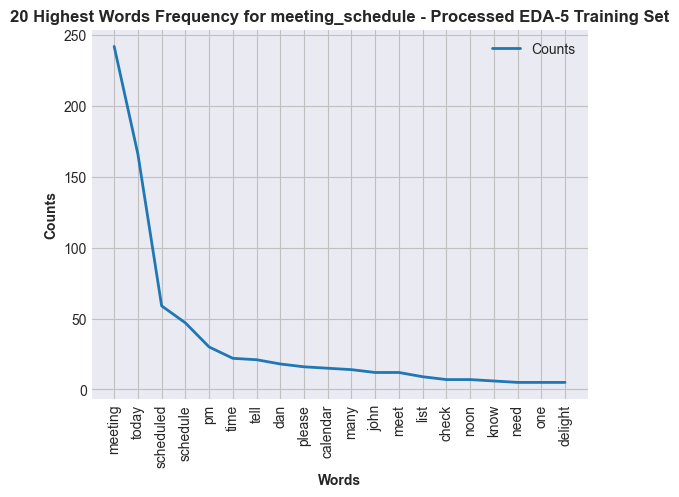 20 Highest Words Frequency for meeting_schedule - Processed EDA-5 Training Set
Counts
250
200
150
100
50
0
Counts
meeting
today
scheduled
schedule
pm
time
tell
dan
please
calendar
many
john
meet
list
check
noon
know
need
one
delight
Words